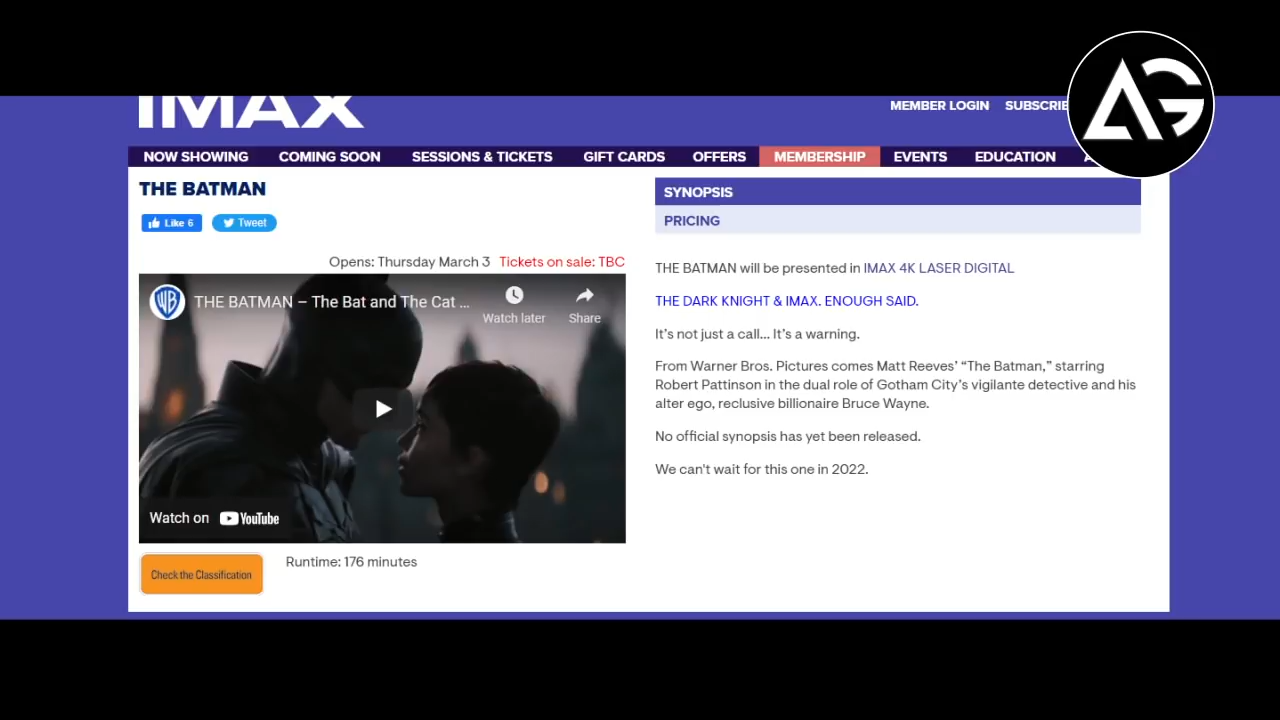 IMAX
MEMBER LOGIN SUBSCRIBE
AG
NOW SHOWING COMING SOON SESSIONS & TICKETS GIFT CARDS OFFERS MEMBERSHIP EVENTS EDUCATION
THE BATMAN
Like 6 Tweet
Opens: Thursday March 3 Tickets on sale: TBC
WB THE BATMAN – The Bat and The Cat ...
Watch later Share
Watch on YouTube
Check the Classification
Runtime: 176 minutes
SYNOPSIS
PRICING
THE BATMAN will be presented in IMAX 4K LASER DIGITAL
THE DARK KNIGHT & IMAX. ENOUGH SAID.
It’s not just a call... It’s a warning.
From Warner Bros. Pictures comes Matt Reeves’ “The Batman,” starring
Robert Pattinson in the dual role of Gotham City’s vigilante detective and his
alter ego, reclusive billionaire Bruce Wayne.
No official synopsis has yet been released.
We can't wait for this one in 2022.